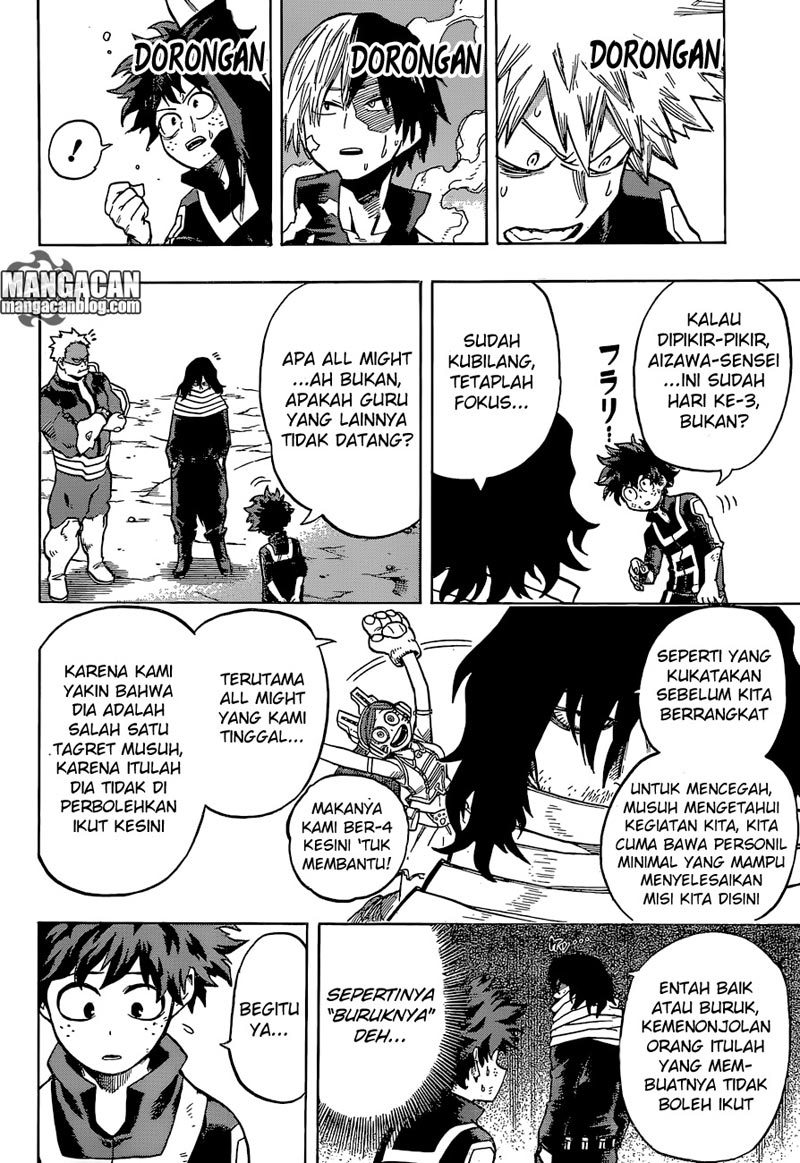 DORONGAN
DORONGAN
DORONGAN
!
MANGACAN
mangacanblog.com
KALAU
DIPIKIR-PIKIR,
AIZAWA-SENSEI
...INI SUDAH
HARI KE-3,
BUKAN?
フラリ...
SUDAH
KUBILANG,
TETAPLAH
FOKUS...
APA ALL MIGHT
...AH BUKAN,
APAKAH GURU
YANG LAINNYA
TIDAK DATANG?
SEPERTI YANG
KUKATAKAN
SEBELUM KITA
BERRANGKAT
UNTUK MENCEGAH,
MUSUH MENGETAHUI
KEGIATAN KITA, KITA
CUMA BAWA PERSONIL
MINIMAL YANG MAMPU
MENYELESAIKAN
MISI KITA DISINI
MAKANYA
KAMI BER-4
KESINI 'TUK
MEMBANTU!
TERUTAMA
ALL MIGHT
YANG KAMI
TINGGAL...
KARENA KAMI
YAKIN BAHWA
DIA ADALAH
SALAH SATU
TAGRET MUSUH,
KARENA ITULAH
DIA TIDAK DI
PERBOLEHKAN
IKUT KESINI
ENTAH BAIK
ATAU BURUK,
KEMENONJOLAN
ORANG ITULAH
YANG MEM-
BUATNYA TIDAK
BOLEH IKUT
SEPERTINYA
"BURUKNYA"
DEH...
BEGITU
YA...